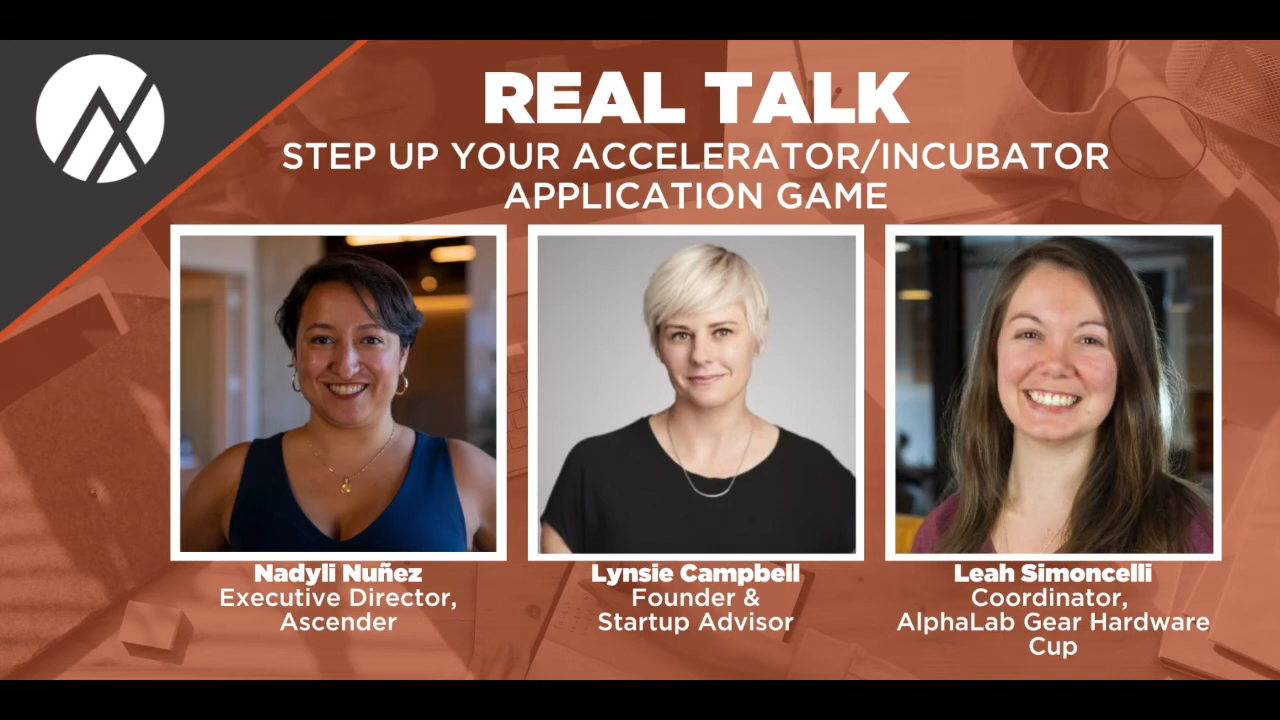 REAL TALK
STEP UP YOUR ACCELERATOR/INCUBATOR
APPLICATION GAME
Nadyli Nuñez
Executive Director,
Ascender
Lynsie Campbell
Founder &
Startup Advisor
Leah Simoncelli
Coordinator,
AlphaLab Gear Hardware
Cup